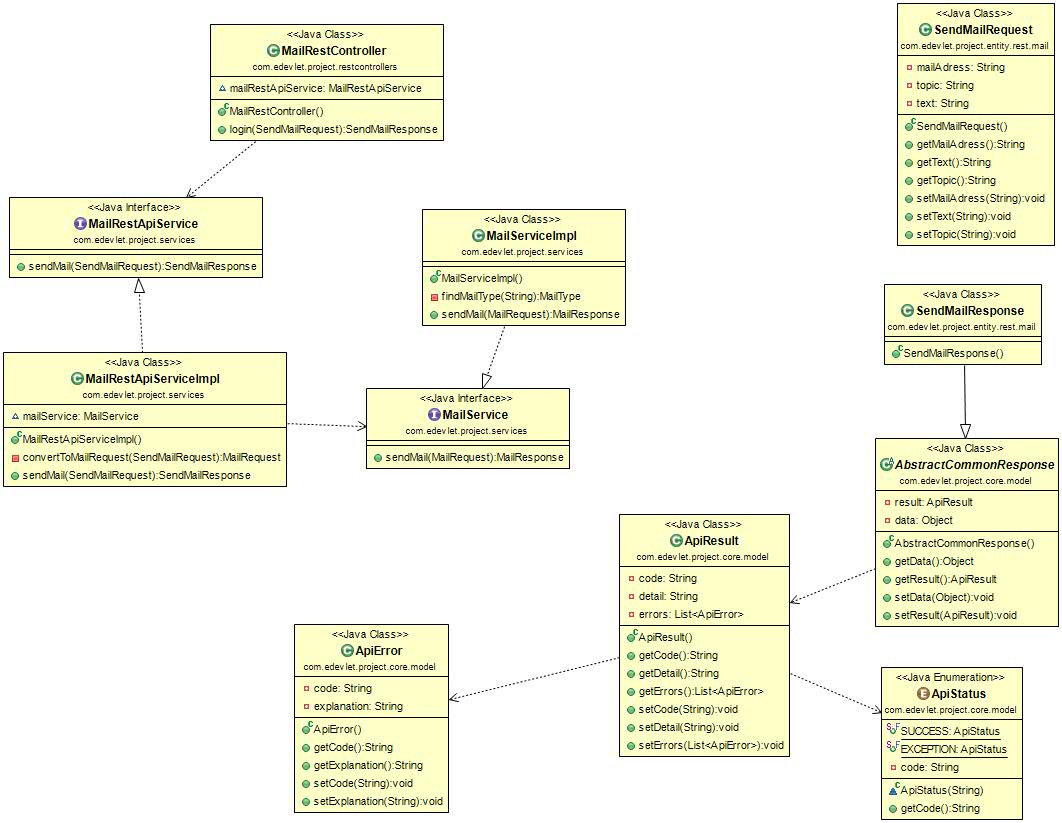 <<Java Class>>
MailRestController
com.edevlet.project.restcontrollers
mailRestApiService: MailRestApiService
MailRestController()
login(SendMailRequest):SendMailResponse
<<Java Class>>
SendMailRequest
com.edevlet.project.entity.rest.mail
mailAdress: String
topic: String
text: String
SendMailRequest()
getMailAdress():String
getText():String
getTopic():String
setMailAdress(String):void
setText(String):void
setTopic(String):void
<<Java Interface>>
MailRestApiService
com.edevlet.project.services
sendMail(SendMailRequest):SendMailResponse
<<Java Class>>
MailServiceImpl
com.edevlet.project.services
MailServiceImpl()
findMailType(String):MailType
sendMail(MailRequest):MailResponse
<<Java Class>>
SendMailResponse
com.edevlet.project.entity.rest.mail
SendMailResponse()
<<Java Class>>
MailRestApiServiceImpl
com.edevlet.project.services
mailService: MailService
MailRestApiServiceImpl()
convertToMailRequest(SendMailRequest):MailRequest
sendMail(SendMailRequest):SendMailResponse
<<Java Interface>>
MailService
com.edevlet.project.services
sendMail(MailRequest):MailResponse
<<Java Class>>
AbstractCommonResponse
com.edevlet.project.core.model
result: ApiResult
data: Object
AbstractCommonResponse()
getData():Object
getResult():ApiResult
setData(Object):void
setResult(ApiResult):void
<<Java Class>>
ApiResult
com.edevlet.project.core.model
code: String
detail: String
errors: List<ApiError>
ApiResult()
getCode():String
getDetail():String
getErrors():List<ApiError>
setCode(String):void
setDetail(String):void
setErrors(List<ApiError>):void
<<Java Class>>
ApiError
com.edevlet.project.core.model
code: String
explanation: String
ApiError()
getCode():String
getExplanation():String
setCode(String):void
setExplanation(String):void
<<Java Enumeration>>
ApiStatus
com.edevlet.project.core.model
SUCCESS: ApiStatus
EXCEPTION: ApiStatus
code: String
ApiStatus(String)
getCode():String